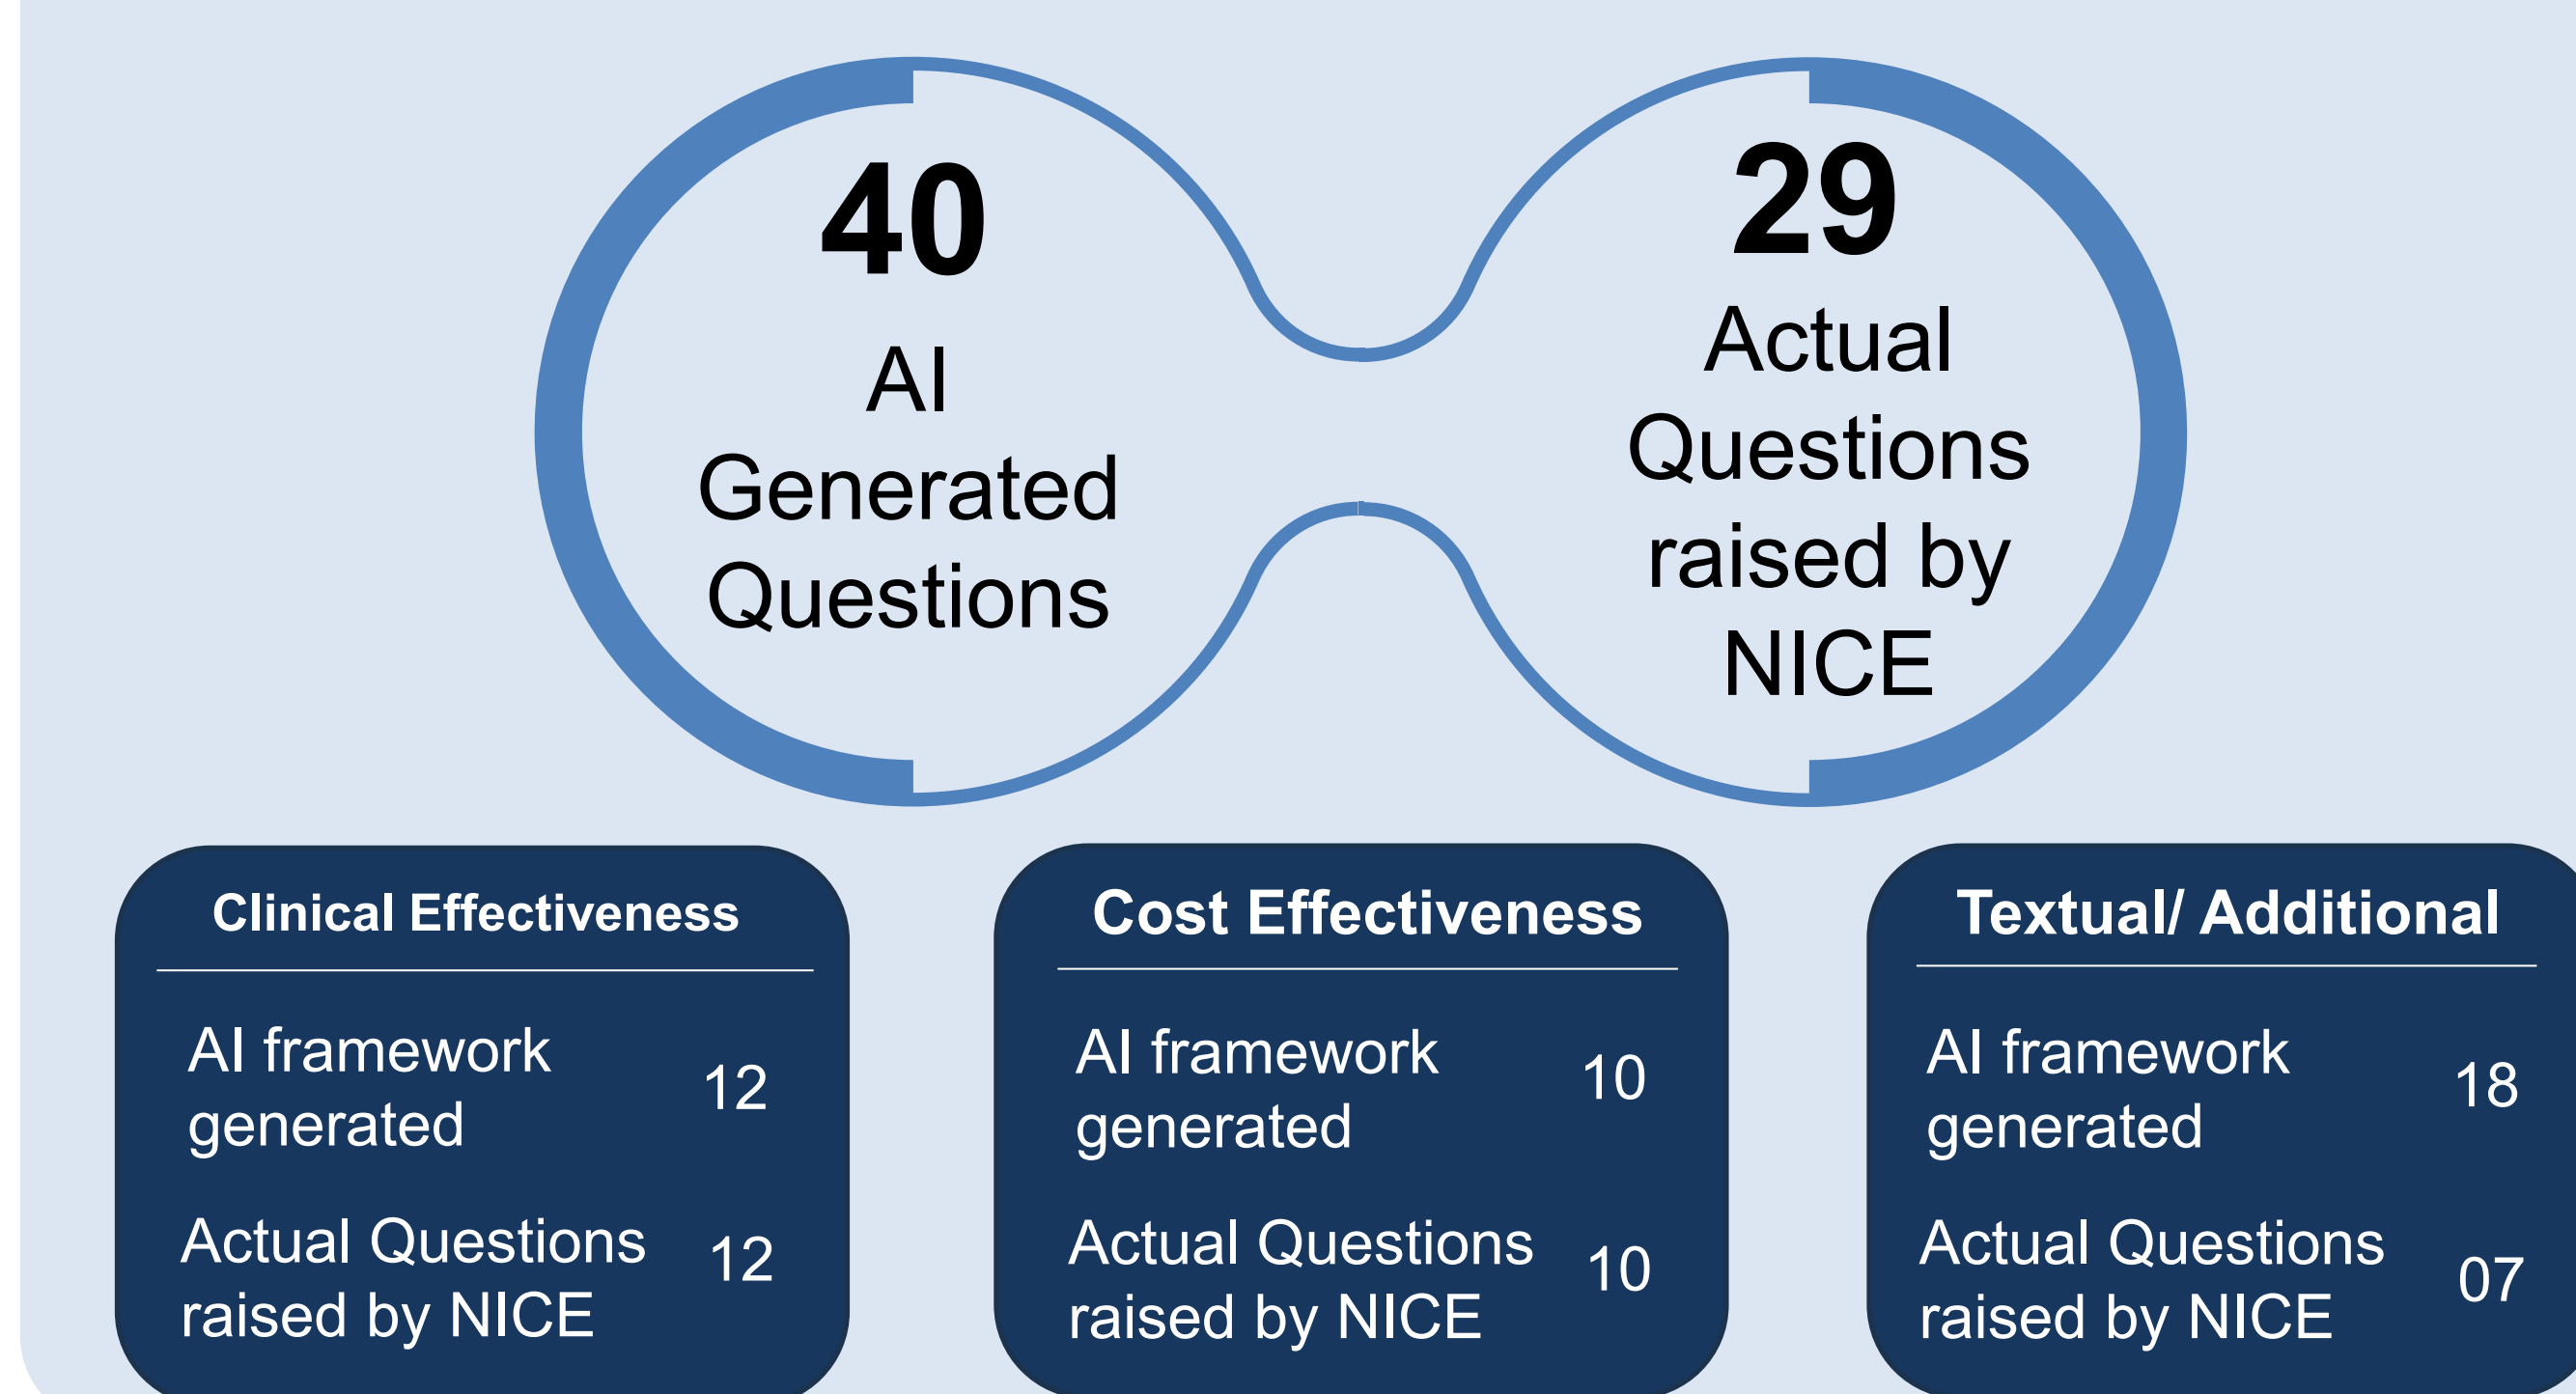 40
AI
Generated
Questions
29
Actual
Questions
raised by
NICE
Clinical Effectiveness
AI framework
generated
12
Actual Questions
raised by NICE
12
Cost Effectiveness
AI framework
generated
10
Actual Questions
raised by NICE
10
Textual/ Additional
AI framework
generated
18
Actual Questions
raised by NICE
07